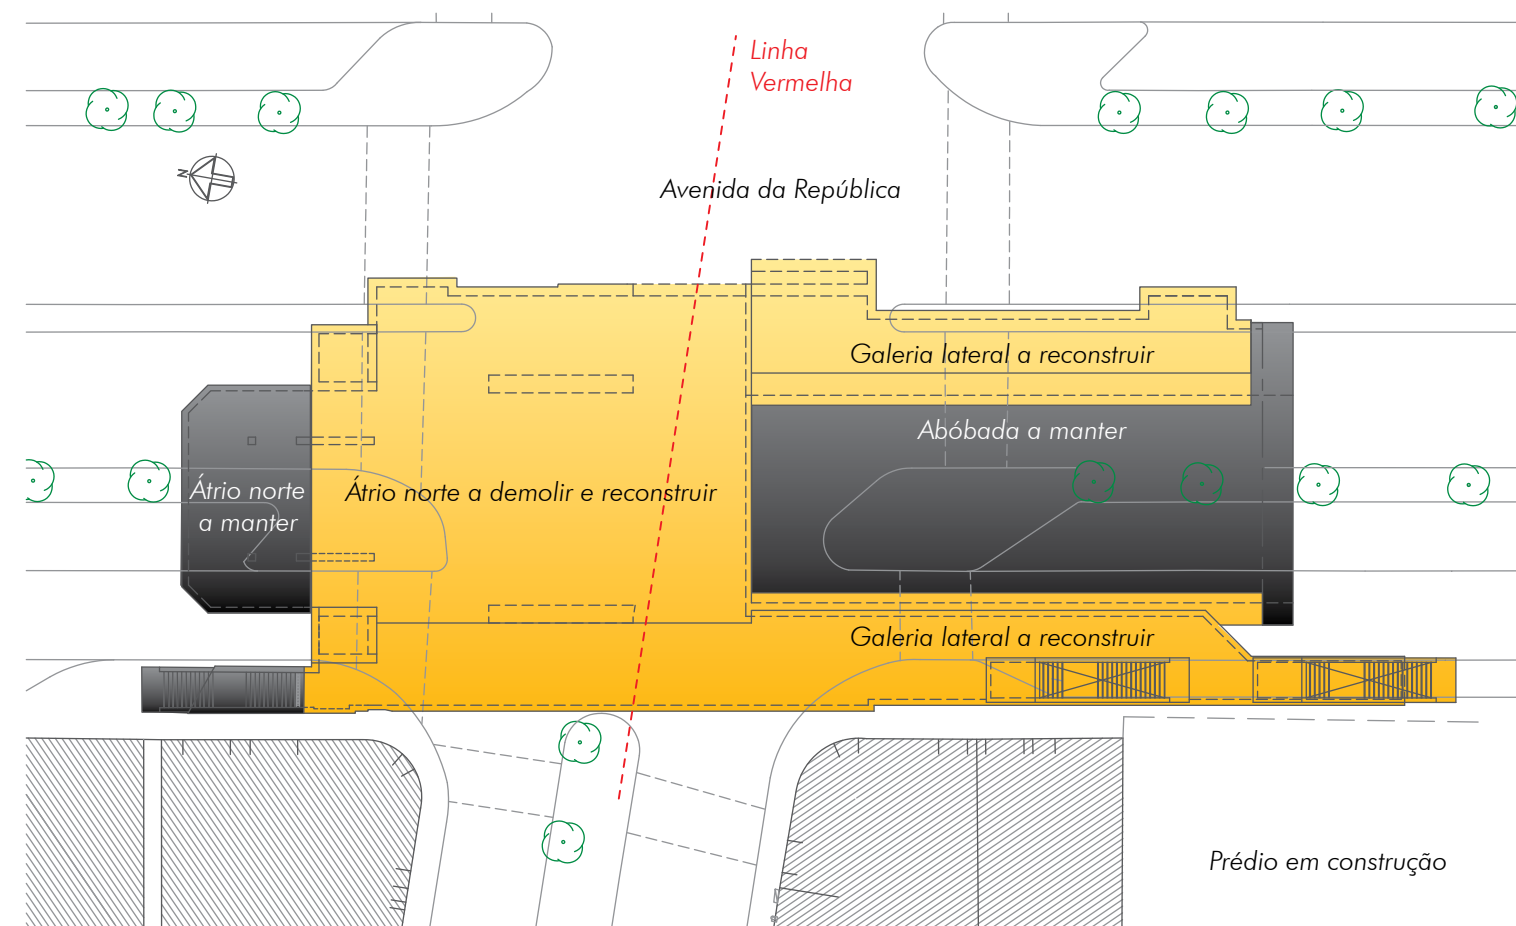 Linha
Vermelha
N
Avenida da República
Galeria lateral a reconstruir
Abóbada a manter
Átrio norte
a manter
Átrio norte a demolir e reconstruir
Galeria lateral a reconstruir
Prédio em construção